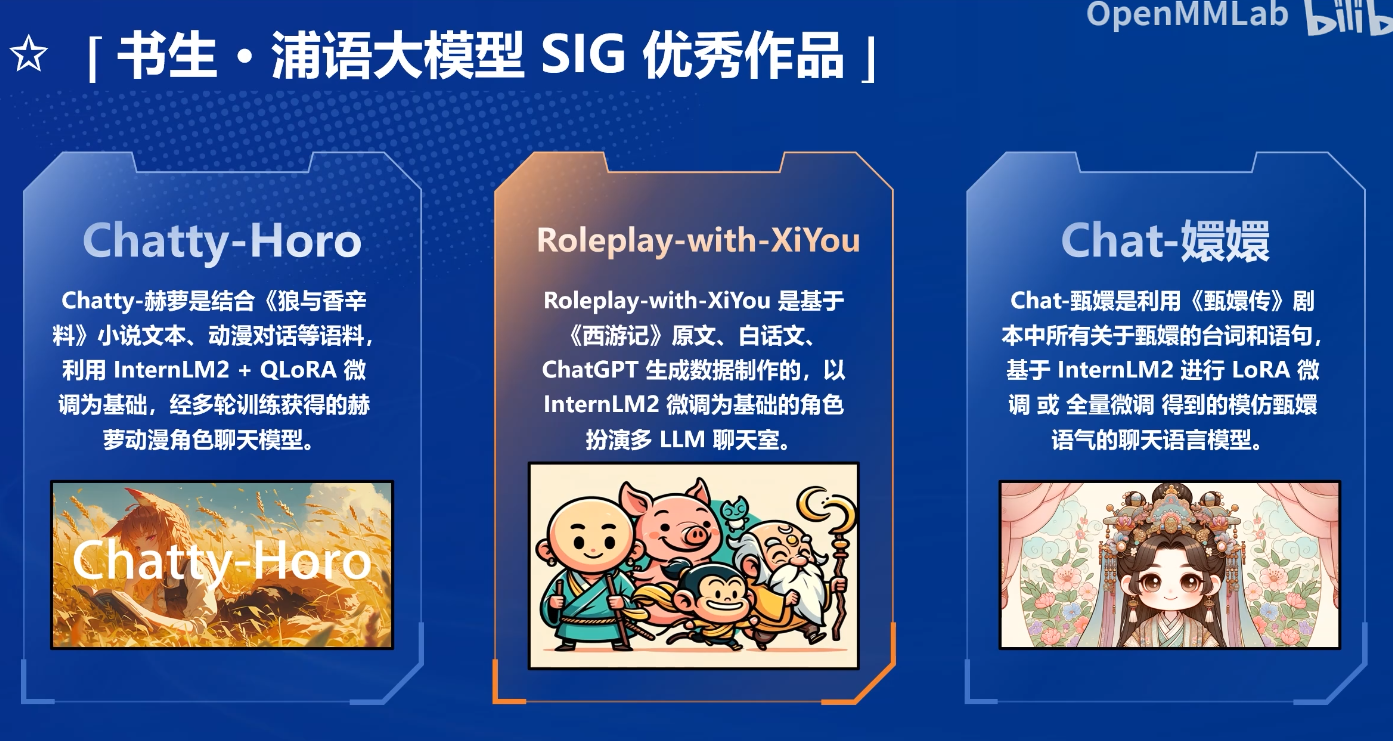 OpenMMLab bilib
☆ 「书生·浦语大模型 SIG 优秀作品」
Chatty-Horo
Chatty-赫萝是结合《狼与香辛
料》小说文本、动漫对话等语料，
利用 InternLM2 + QLoRA 微
调为基础，经多轮训练获得的赫
萝动漫角色聊天模型。
Chatty-Horo
Roleplay-with-XiYou
Roleplay-with-XiYou 是基于
《西游记》原文、白话文、
ChatGPT 生成数据制作的，以
InternLM2 微调为基础的角色
扮演多 LLM 聊天室。
Chat-嬛嬛
Chat-甄嬛是利用《甄嬛传》剧
本中所有关于甄嬛的台词和语句，
基于 InternLM2 进行 LoRA 微
调 或 全量微调 得到的模仿甄嬛
语气的聊天语言模型。